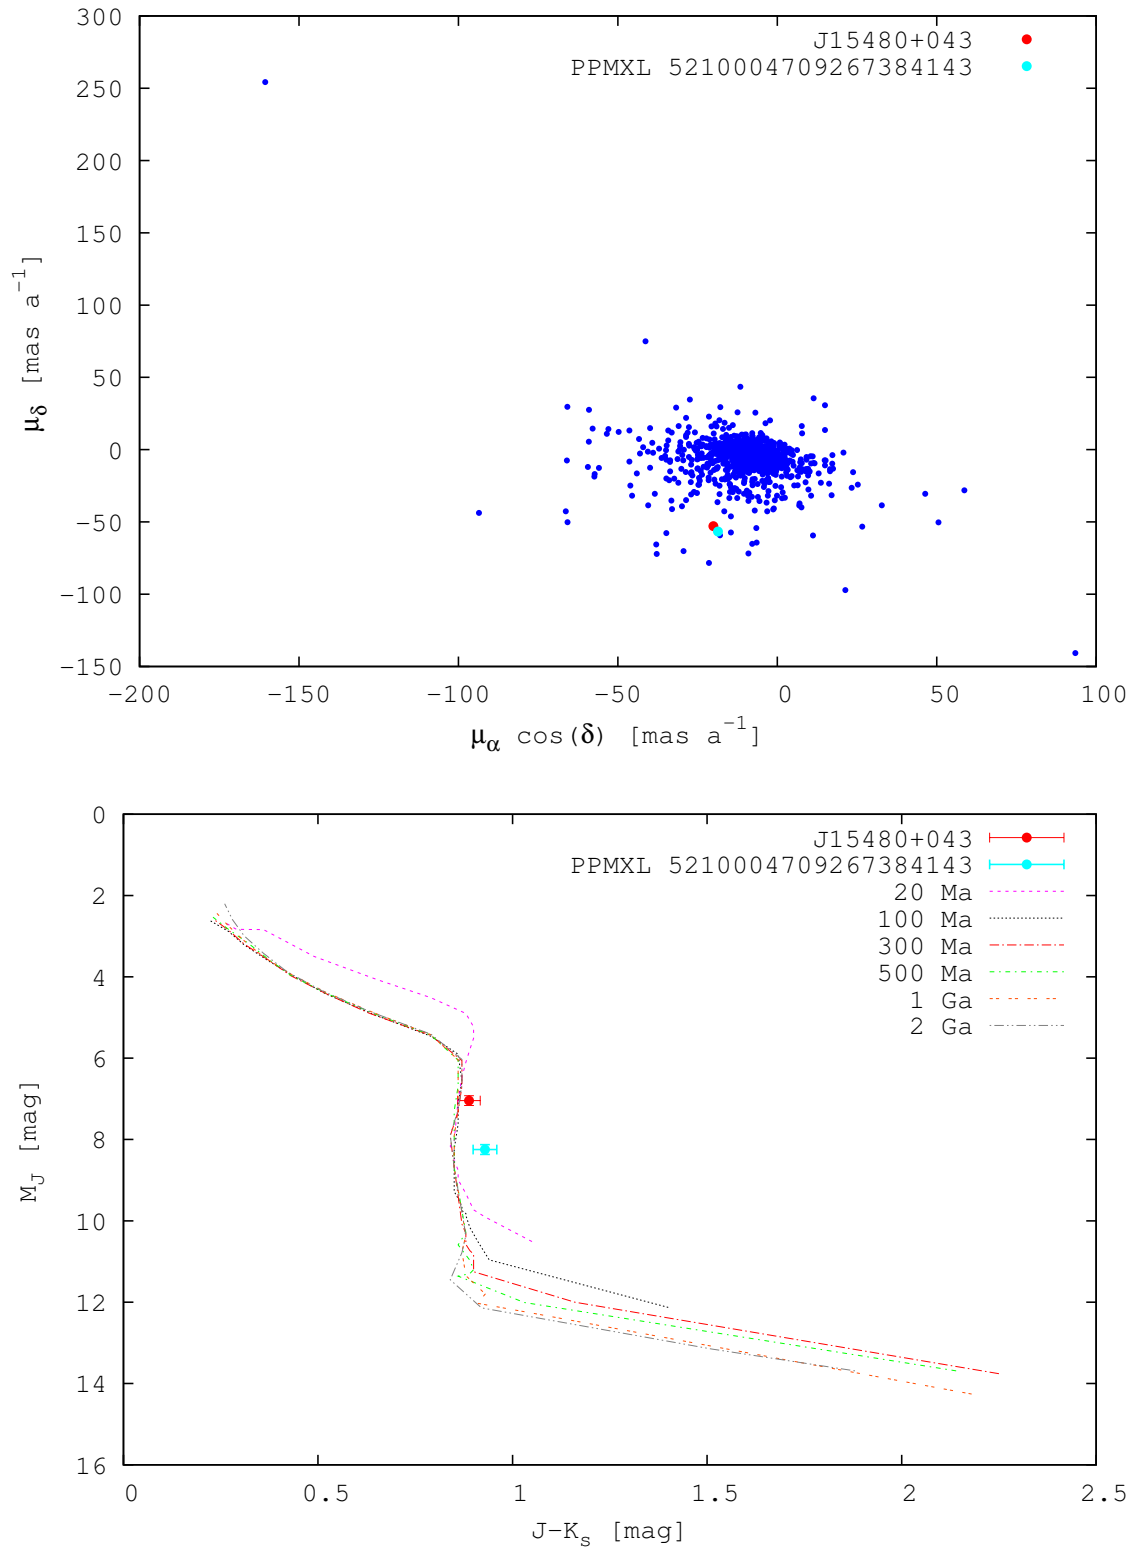 300
250
200
150
100
50
0
−50
−100
−150
−200 −150 −100 −50 0 50 100
μδ [mas a−1]
μα cos(δ) [mas a−1]
J15480+043
PPMXL 5210004709267384143
0
2
4
6
8
10
12
14
16
0 0.5 1 1.5 2 2.5
MJ [mag]
J−Ks [mag]
J15480+043
PPMXL 5210004709267384143
20 Ma
100 Ma
300 Ma
500 Ma
1 Ga
2 Ga